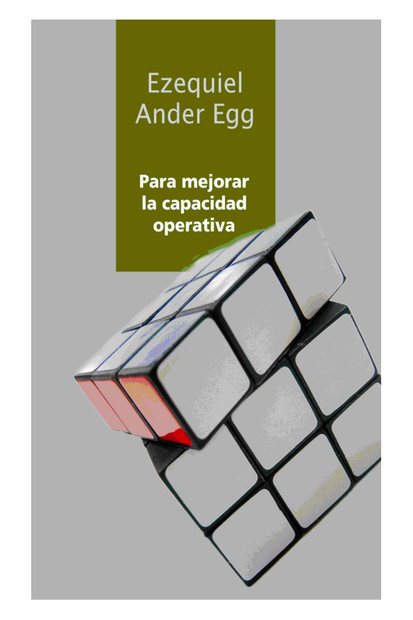 Ezequiel
Ander Egg
Para mejorar
la capacidad
operativa